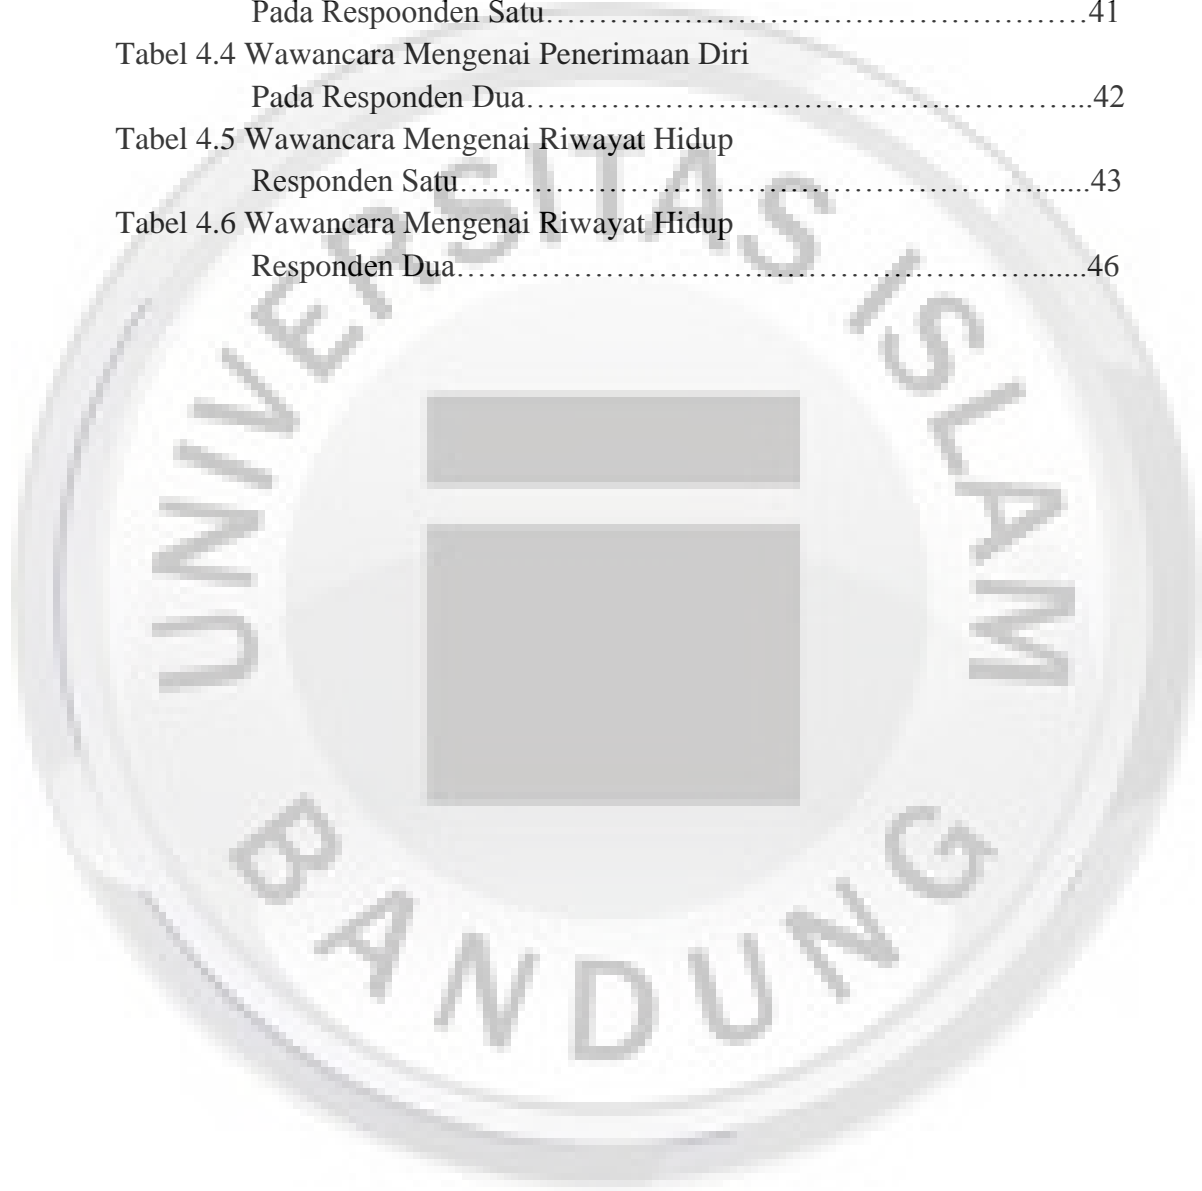 Pada Respoonden Satu……………………………………………41
Tabel 4.4 Wawancara Mengenai Penerimaan Diri
Pada Responden Dua……………………………………………...42
Tabel 4.5 Wawancara Mengenai Riwayat Hidup
Responden Satu……………………………………………….......43
Tabel 4.6 Wawancara Mengenai Riwayat Hidup
Responden Dua……………………………………………….......46
UNIVERSITAS ISLAM
BANDUNG